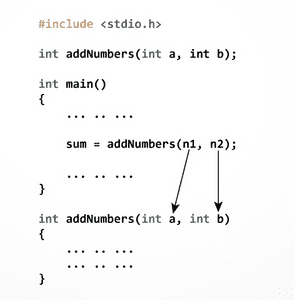 #include <stdio.h>
int addNumbers(int a, int b);
int main()
{
... .. ...
sum = addNumbers(n1, n2);
... .. ...
}
int addNumbers(int a, int b)
{
... .. ...
... .. ...
}